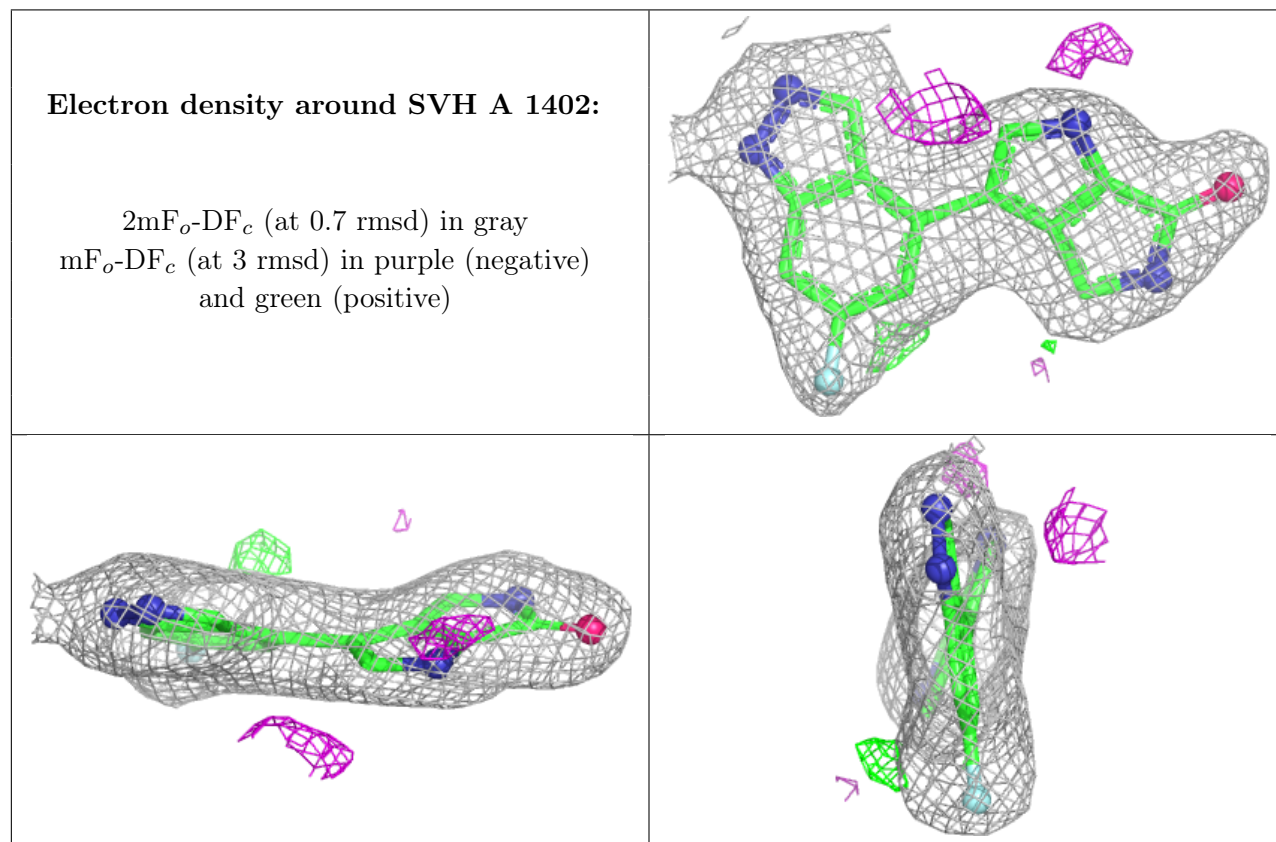 Electron density around SVH A 1402:
2mFo-DFc (at 0.7 rmsd) in gray
mFo-DFc (at 3 rmsd) in purple (negative)
and green (positive)